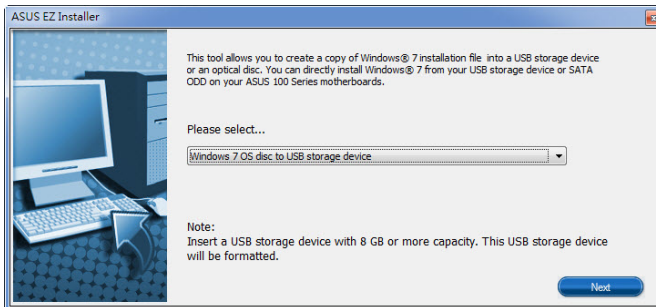 ASUS EZ Installer
This tool allows you to create a copy of Windows® 7 installation file into a USB storage device
or an optical disc. You can directly install Windows® 7 from your USB storage device or SATA
ODD on your ASUS 100 Series motherboards.
Please select...
Windows 7 OS disc to USB storage device
Note:
Insert a USB storage device with 8 GB or more capacity. This USB storage device
will be formatted.
Next